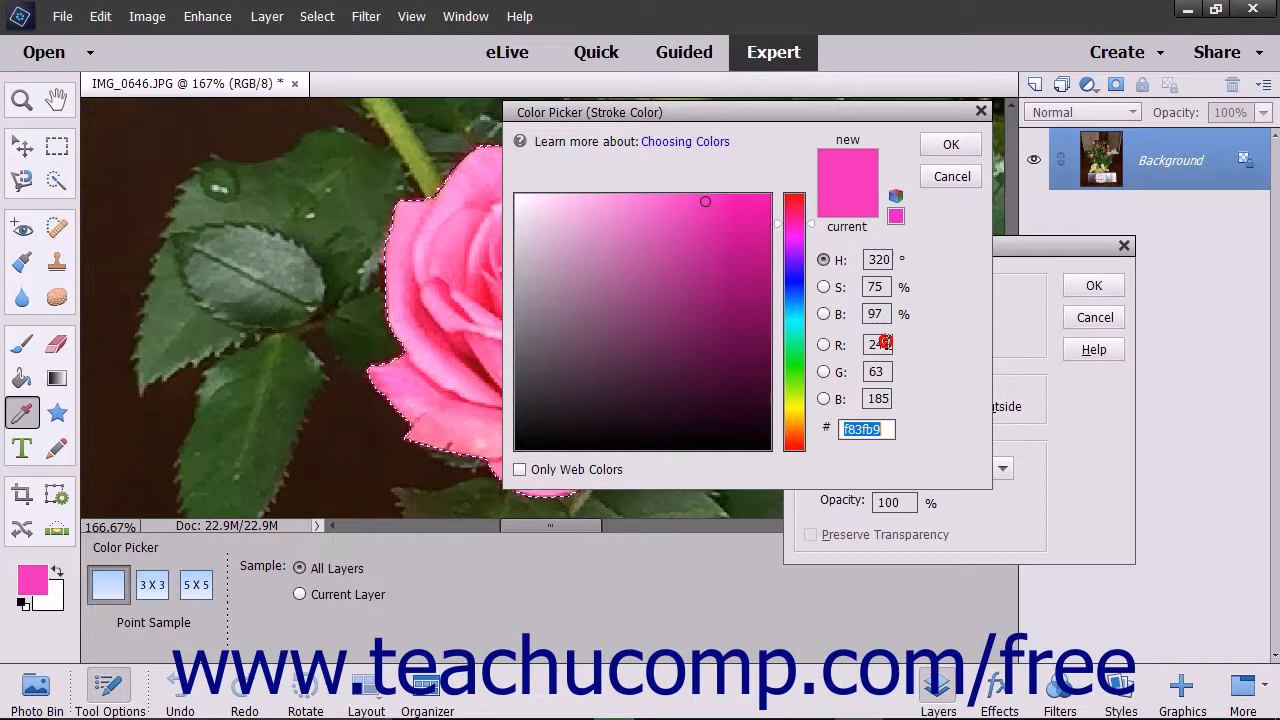 File Edit Image Enhance Layer Select Filter View Window Help
Open eLive Quick Guided Expert Create Share
IMG_0646.JPG @ 167% (RGB/8) * ×
Normal Opacity: 100%
Background
Color Picker (Stroke Color)
Learn more about: Choosing Colors
new
current
OK
Cancel
H: 320 °
S: 75 %
B: 97 %
R: 24
G: 63
B: 185
# f83fb9
Only Web Colors
OK
Cancel
Help
utside
Opacity: 100 %
Preserve Transparency
166.67% Doc: 22.9M/22.9M
Color Picker
3 X 3 5 X 5
Point Sample
Sample: All Layers
Current Layer
www.teachucomp.com/free
Photo Bin Tool Options Undo Redo Rotate Layout Organizer Layers Effects Filters Styles Graphics More